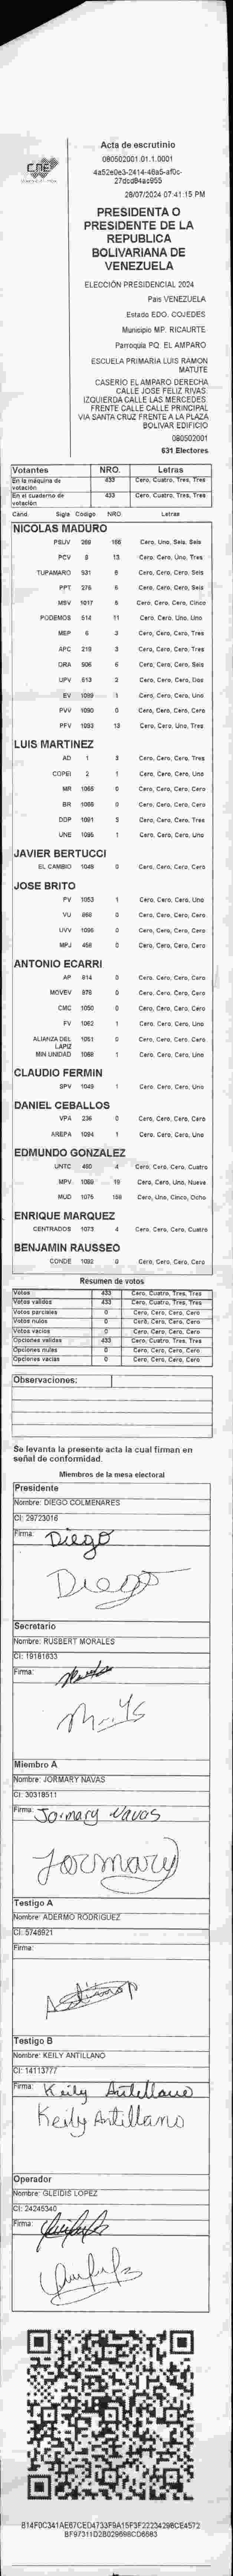 CNE
Acta de escrutinio
080502001.01.1.0001
4a52e0e3-2414-48a5-af0c-
27dcd84ac955
28/07/2024 07:41:15 PM
PRESIDENTA O
PRESIDENTE DE LA
REPUBLICA
BOLIVARIANA DE
VENEZUELA
ELECCIÓN PRESIDENCIAL 2024
Pais VENEZUELA
Estado EDO. COJEDES
Municipio MP. RICAURTE
Parroquia PQ. EL AMPARO
ESCUELA PRIMARIA LUIS RAMON
MATUTE
CASERIO EL AMPARO DERECHA
CALLE JOSE FELIZ RIVAS.
IZQUIERDA CALLE LAS MERCEDES
FRENTE CALLE CALLE PRINCIPAL
VIA SANTA CRUZ FRENTE A LA PLAZA
BOLIVAR EDIFICIO
080502001
631 Electores
Votantes NRO. Letras
En la máquina de votación 433 Cero, Cuatro, Tres, Tres
En el cuaderno de votación 433 Cero, Cuatro, Tres, Tres
Cand. Sigla Código NRO. Letras
NICOLAS MADURO
PSUV 268 166 Cero, Uno, Seis, Seis
PCV 8 13 Cero, Cero, Uno, Tres
TUPAMARO 931 6 Cero, Cero, Cero, Seis
PPT 276 6 Cero, Cero, Cero, Seis
MSV 1017 5 Cero, Cero, Cero, Cinco
PODEMOS 514 11 Cero, Cero, Uno, Uno
MEP 6 3 Cero, Cero, Cero, Tres
APC 219 3 Cero, Cero, Cero, Tres
ORA 906 6 Cero, Cero, Cero, Seis
UPV 613 2 Cero, Cero, Cero, Dos
EV 1089 1 Cero, Cero, Cero, Uno
PVV 1090 0 Cero, Cero, Cero, Cero
PFV 1093 13 Cero, Cero, Uno, Tres
LUIS MARTINEZ
AD 1 3 Cero, Cero, Cero, Tres
COPEI 2 1 Cero, Cero, Cero, Uno
MR 0 Cero, Cero, Cero, Cero
BR 0 Cero, Cero, Cero, Cero
DDP 1091 3 Cero, Cero, Cero, Tres
UNE 1095 1 Cero, Cero, Cero, Uno
JAVIER BERTUCCI
EL CAMBIO 1048 0 Cero, Cero, Cero, Cero
JOSE BRITO
PV 1053 1 Cero, Cero, Cero, Uno
VU 868 0 Cero, Cero, Cero, Cero
UVV 1096 0 Cero, Cero, Cero, Cero
MPJ 458 0 Cero, Cero, Cero, Cero
ANTONIO ECARRI
AP 814 0 Cero, Cero, Cero, Cero
MOVEV 976 0 Cero, Cero, Cero, Cero
CMC 1050 0 Cero, Cero, Cero, Cero
FV 1062 1 Cero, Cero, Cero, Uno
ALIANZA DEL LAPIZ 1051 0 Cero, Cero, Cero, Cero
MIN UNIDAD 1068 1 Cero, Cero, Cero, Uno
CLAUDIO FERMIN
SPV 1049 1 Cero, Cero, Cero, Uno
DANIEL CEBALLOS
VPA 236 0 Cero, Cero, Cero, Cero
AREPA 1094 1 Cero, Cero, Cero, Uno
EDMUNDO GONZALEZ
UNTC 4 Cero, Cero, Cero, Cuatro
MPV 19 Cero, Cero, Uno, Nueve
MUD 1076 158 Cero, Uno, Cinco, Ocho
ENRIQUE MARQUEZ
CENTRADOS 1073 4 Cero, Cero, Cero, Cuatro
BENJAMIN RAUSSEO
CONDE 1082 0 Cero, Cero, Cero, Cero
Resumen de votos
Votos 433 Cero, Cuatro, Tres, Tres
Votos válidos 433 Cero, Cuatro, Tres, Tres
Votos parciales 0 Cero, Cero, Cero, Cero
Votos nulos 0 Cero, Cero, Cero, Cero
Votos vacíos 0 Cero, Cero, Cero, Cero
Opciones válidas 433 Cero, Cuatro, Tres, Tres
Opciones nulas 0 Cero, Cero, Cero, Cero
Opciones vacías 0 Cero, Cero, Cero, Cero
Observaciones:
Se levanta la presente acta la cual firman en
señal de conformidad.
Miembros de la mesa electoral
Presidente
Nombre: DIEGO COLMENARES
CI: 29723016
Firma: Diego
Diego
Secretario
Nombre: RUSBERT MORALES
CI: 19181633
Firma:
Miembro A
Nombre: JORMARY NAVAS
CI: 30318511
Firma: Jormary Navas
Jormary
Testigo A
Nombre: ADERMO RODRIGUEZ
CI: 5748921
Firma:
Testigo B
Nombre: KEILY ANTILLANO
CI: 14113777
Firma: Keily Antillano
Keily Antillano
Operador
Nombre: GLEIDIS LOPEZ
CI: 24245340
Firma:
B14F0C341AE67CED4733F9A15F3F22234298CE4572
BF97311D2B029698CD6683